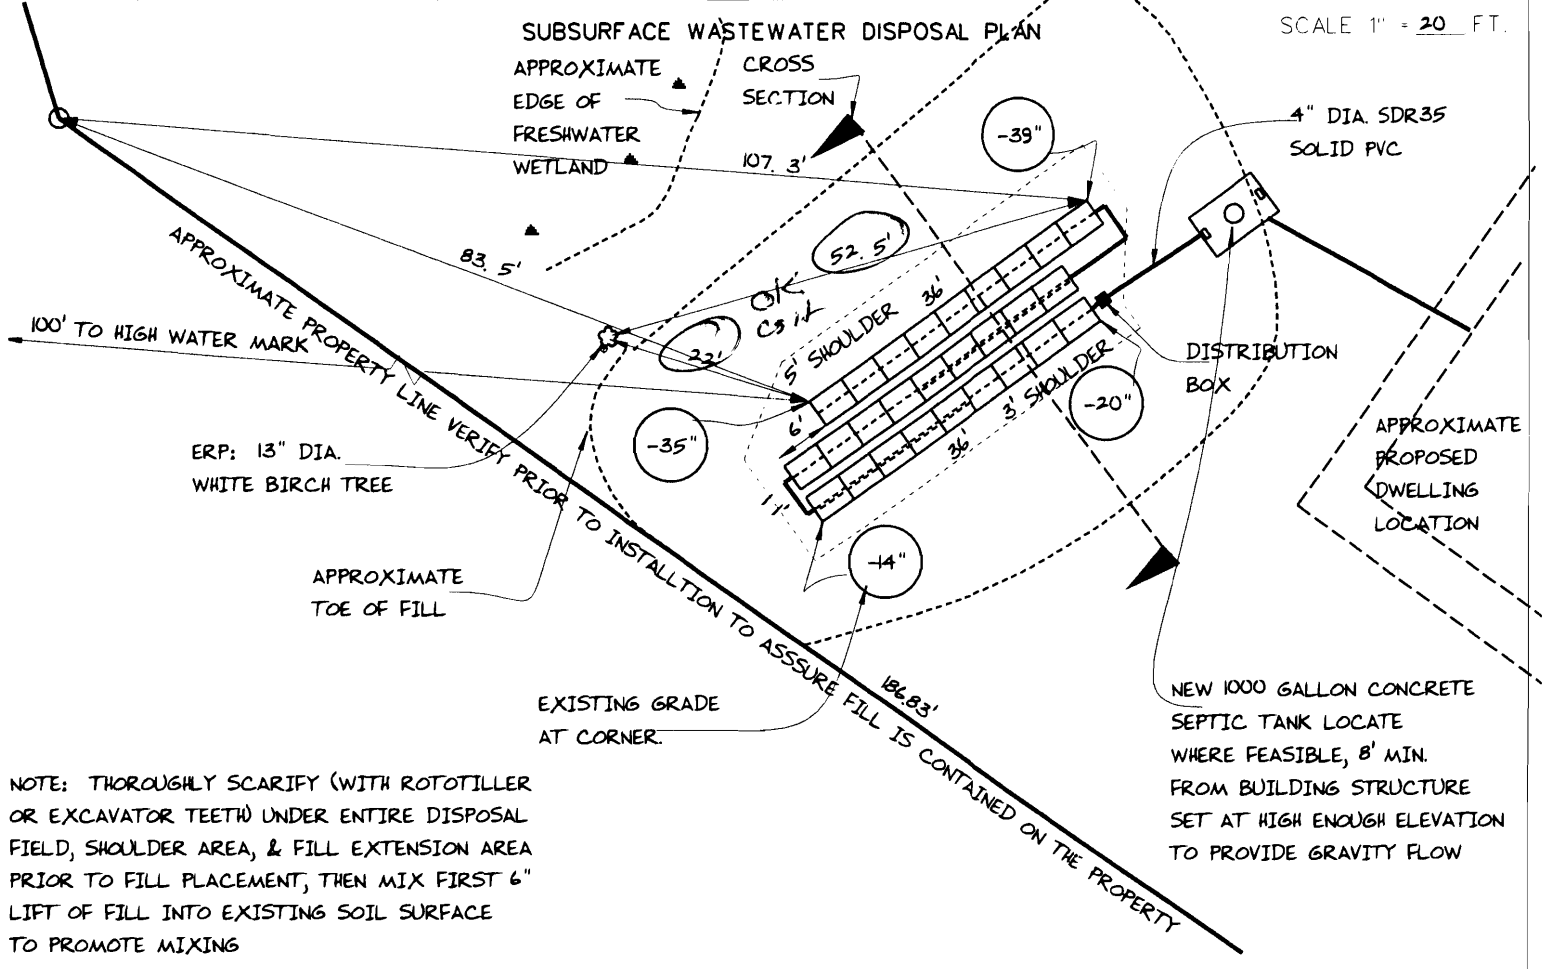 SUBSURFACE WASTEWATER DISPOSAL PLAN
SCALE 1" = 20 FT.
APPROXIMATE
EDGE OF
FRESHWATER
WETLAND
CROSS
SECTION
-39"
4" DIA. SDR35
SOLID PVC
107. 3'
83. 5'
52. 5'
OK
22'
5' SHOULDER
36'
100' TO HIGH WATER MARK
APPROXIMATE PROPERTY LINE VERIFY PRIOR TO INSTALLTION TO ASSSURE FILL IS CONTAINED ON THE PROPERTY
DISTRIBUTION
BOX
-20"
3' SHOULDER
36'
6'
11'
-35"
ERP: 13" DIA.
WHITE BIRCH TREE
APPROXIMATE
PROPOSED
DWELLING
LOCATION
-14"
APPROXIMATE
TOE OF FILL
EXISTING GRADE
AT CORNER.
186.83'
NEW 1000 GALLON CONCRETE
SEPTIC TANK LOCATE
WHERE FEASIBLE, 8' MIN.
FROM BUILDING STRUCTURE
SET AT HIGH ENOUGH ELEVATION
TO PROVIDE GRAVITY FLOW
NOTE: THOROUGHLY SCARIFY (WITH ROTOTILLER
OR EXCAVATOR TEETH) UNDER ENTIRE DISPOSAL
FIELD, SHOULDER AREA, & FILL EXTENSION AREA
PRIOR TO FILL PLACEMENT, THEN MIX FIRST 6"
LIFT OF FILL INTO EXISTING SOIL SURFACE
TO PROMOTE MIXING